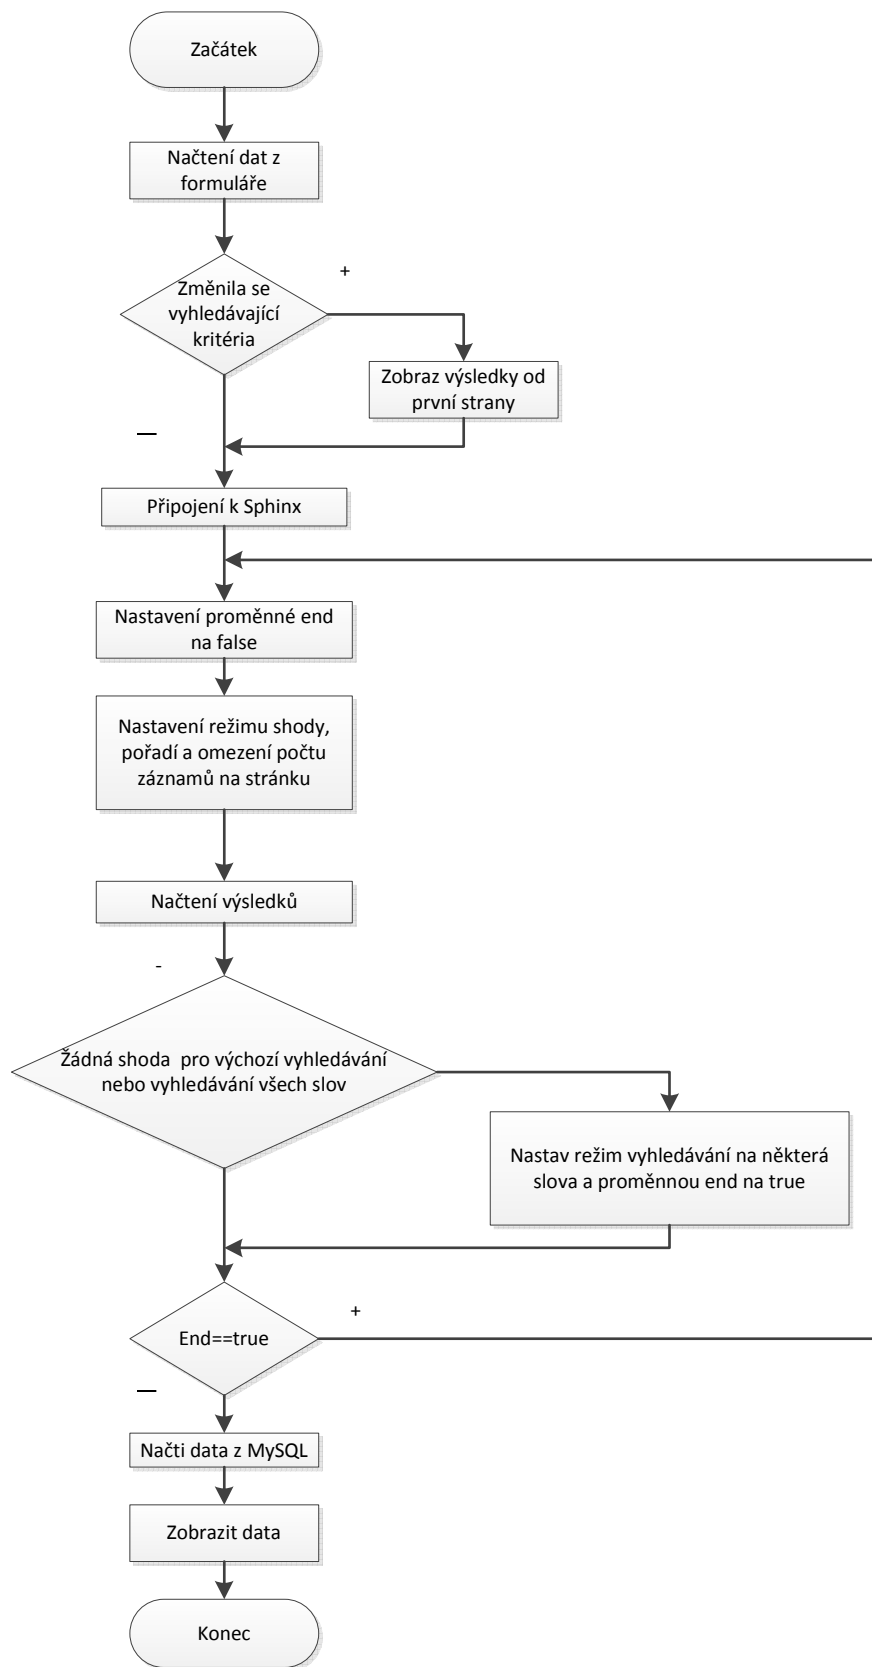 Začátek
Načtení dat z
formuláře
+
Změnila se
vyhledávající
kritéria
Zobraz výsledky od
první strany
—
Připojení k Sphinx
Nastavení proměnné end
na false
Nastavení režimu shody,
pořadí a omezení počtu
záznamů na stránku
Načtení výsledků
-
Žádná shoda  pro výchozí vyhledávání
nebo vyhledávání všech slov
Nastav režim vyhledávání na některá
slova a proměnnou end na true
+
End==true
—
Načti data z MySQL
Zobrazit data
Konec